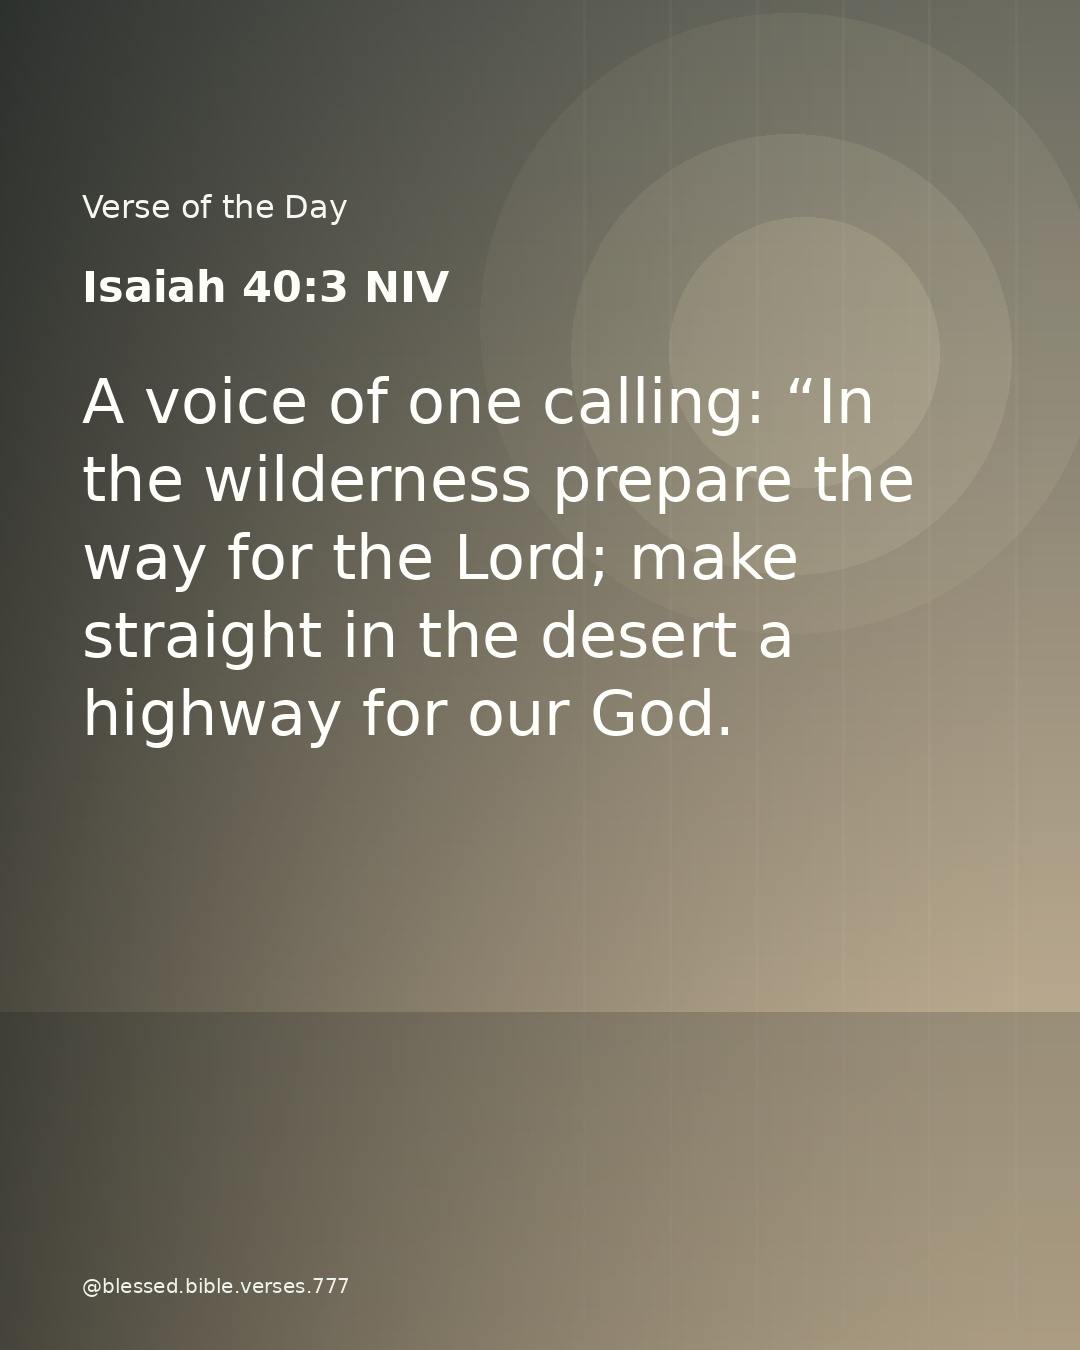 Verse of the Day
Isaiah 40:3 NIV
A voice of one calling: “In
the wilderness prepare the
way for the Lord; make
straight in the desert a
highway for our God.
@blessed.bible.verses.777